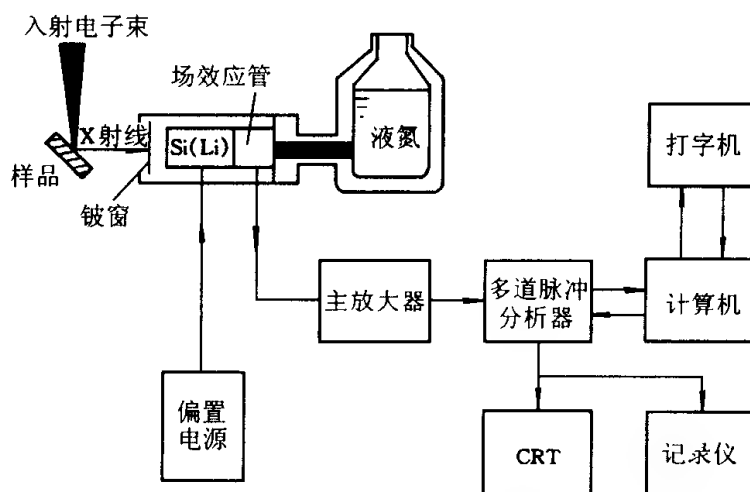 入射电子束
场效应管
X射线
Si(Li)
液氮
样品
铍窗
打字机
主放大器
多道脉冲
分析器
计算机
偏置
电源
CRT
记录仪